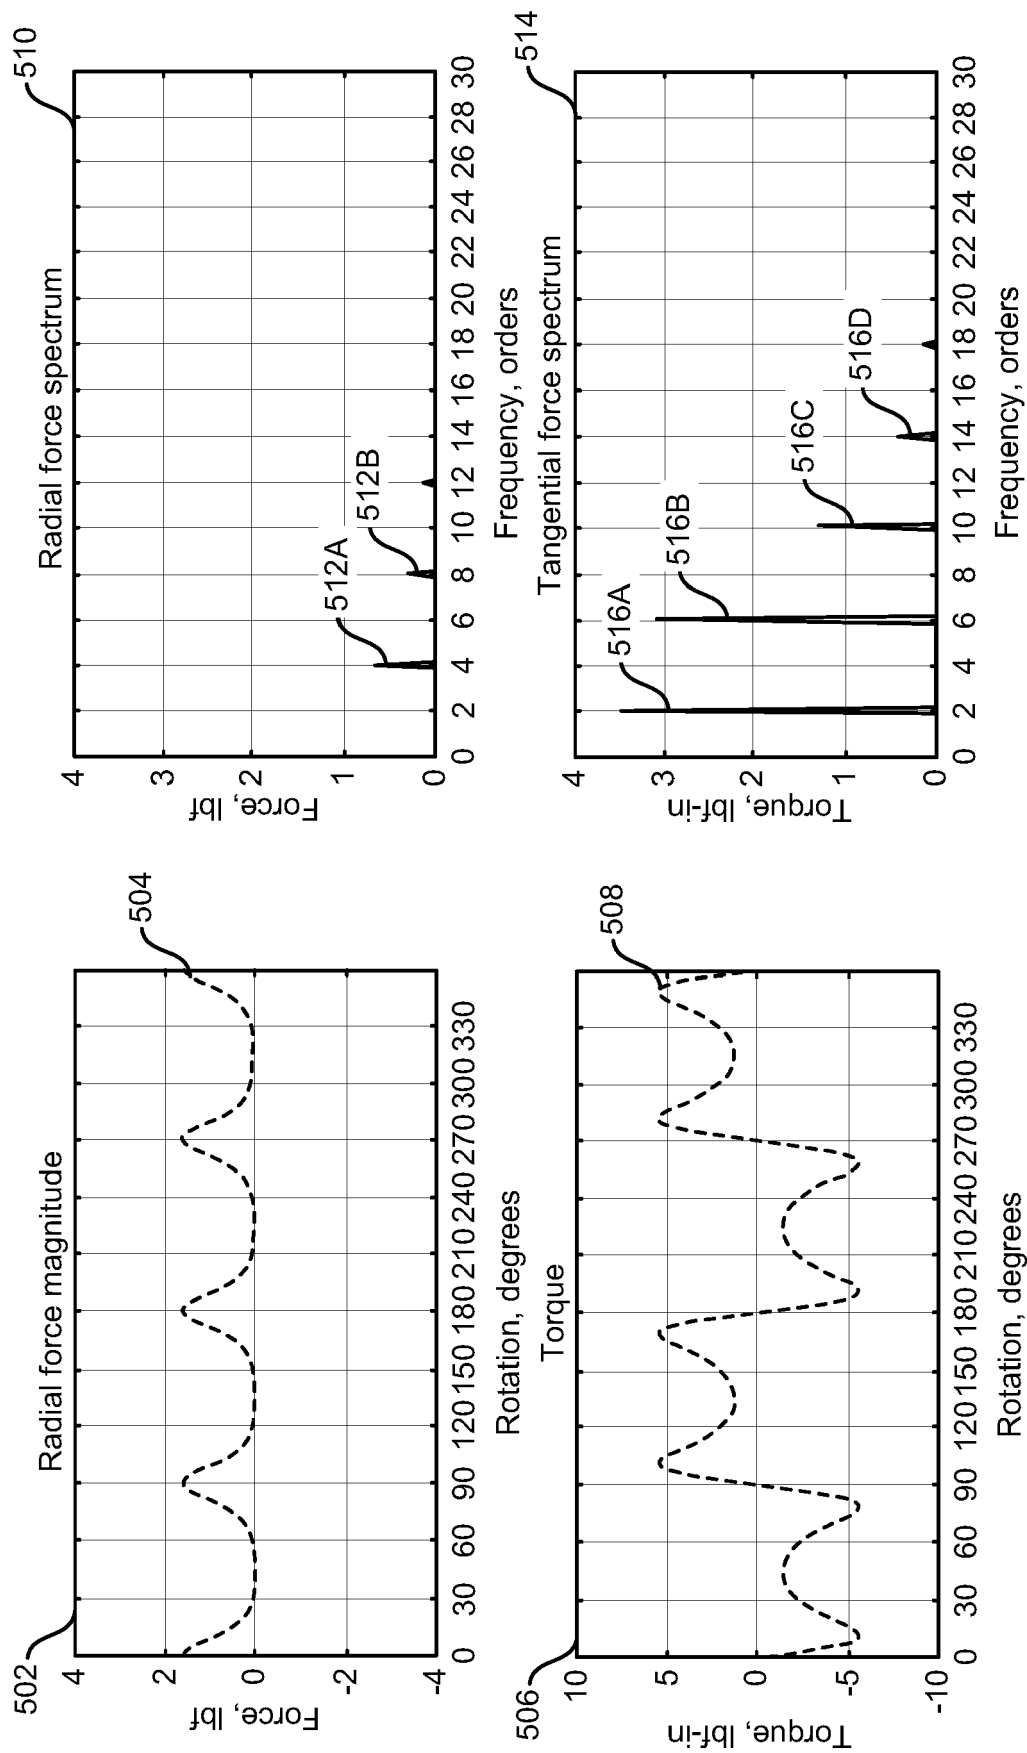 502
Radial force magnitude
504
Force, lbf
4
2
0
-2
-4
0 30 60 90 120 150 180 210 240 270 300 330
Rotation, degrees
Radial force spectrum
510
Force, lbf
4
3
2
1
0
512A
512B
0 2 4 6 8 10 12 14 16 18 20 22 24 26 28 30
Frequency, orders
506
Torque
508
Torque, lbf-in
10
5
0
-5
-10
0 30 60 90 120 150 180 210 240 270 300 330
Rotation, degrees
Tangential force spectrum
514
Torque, lbf-in
4
3
2
1
0
516A
516B
516C
516D
0 2 4 6 8 10 12 14 16 18 20 22 24 26 28 30
Frequency, orders